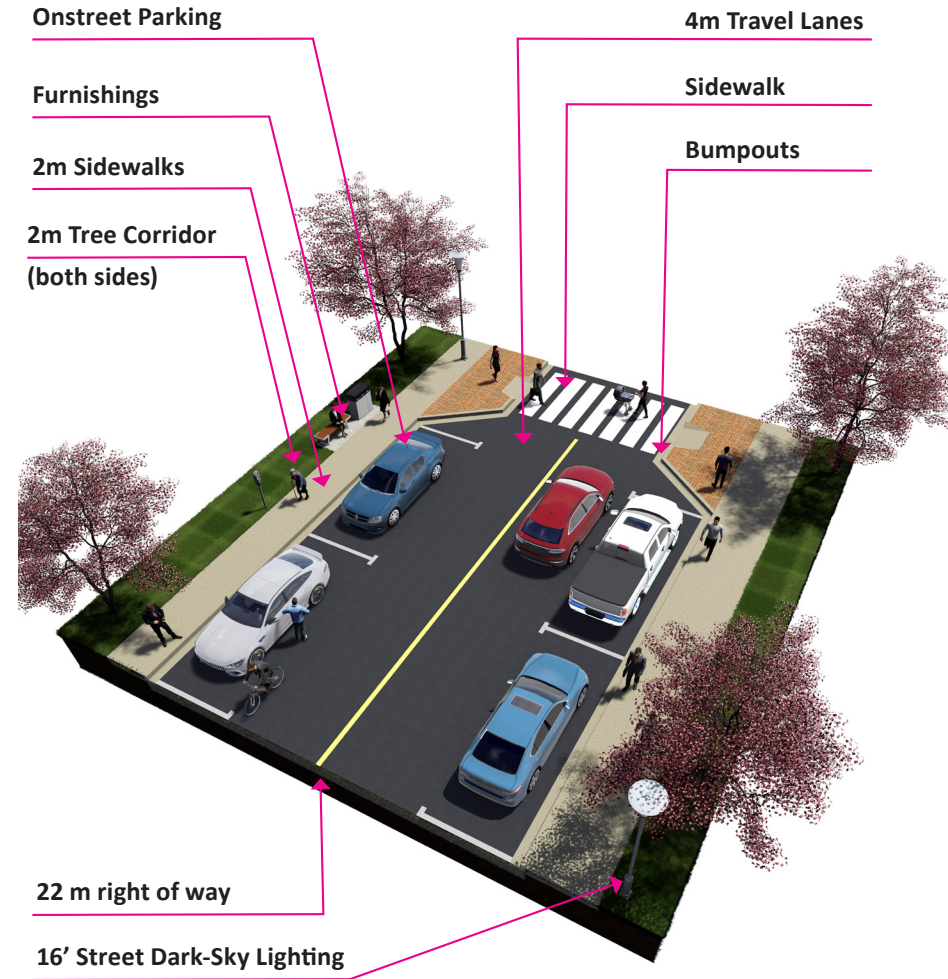 Onstreet Parking
Furnishings
2m Sidewalks
2m Tree Corridor
(both sides)
4m Travel Lanes
Sidewalk
Bumpouts
22 m right of way
16’ Street Dark-Sky Lighting